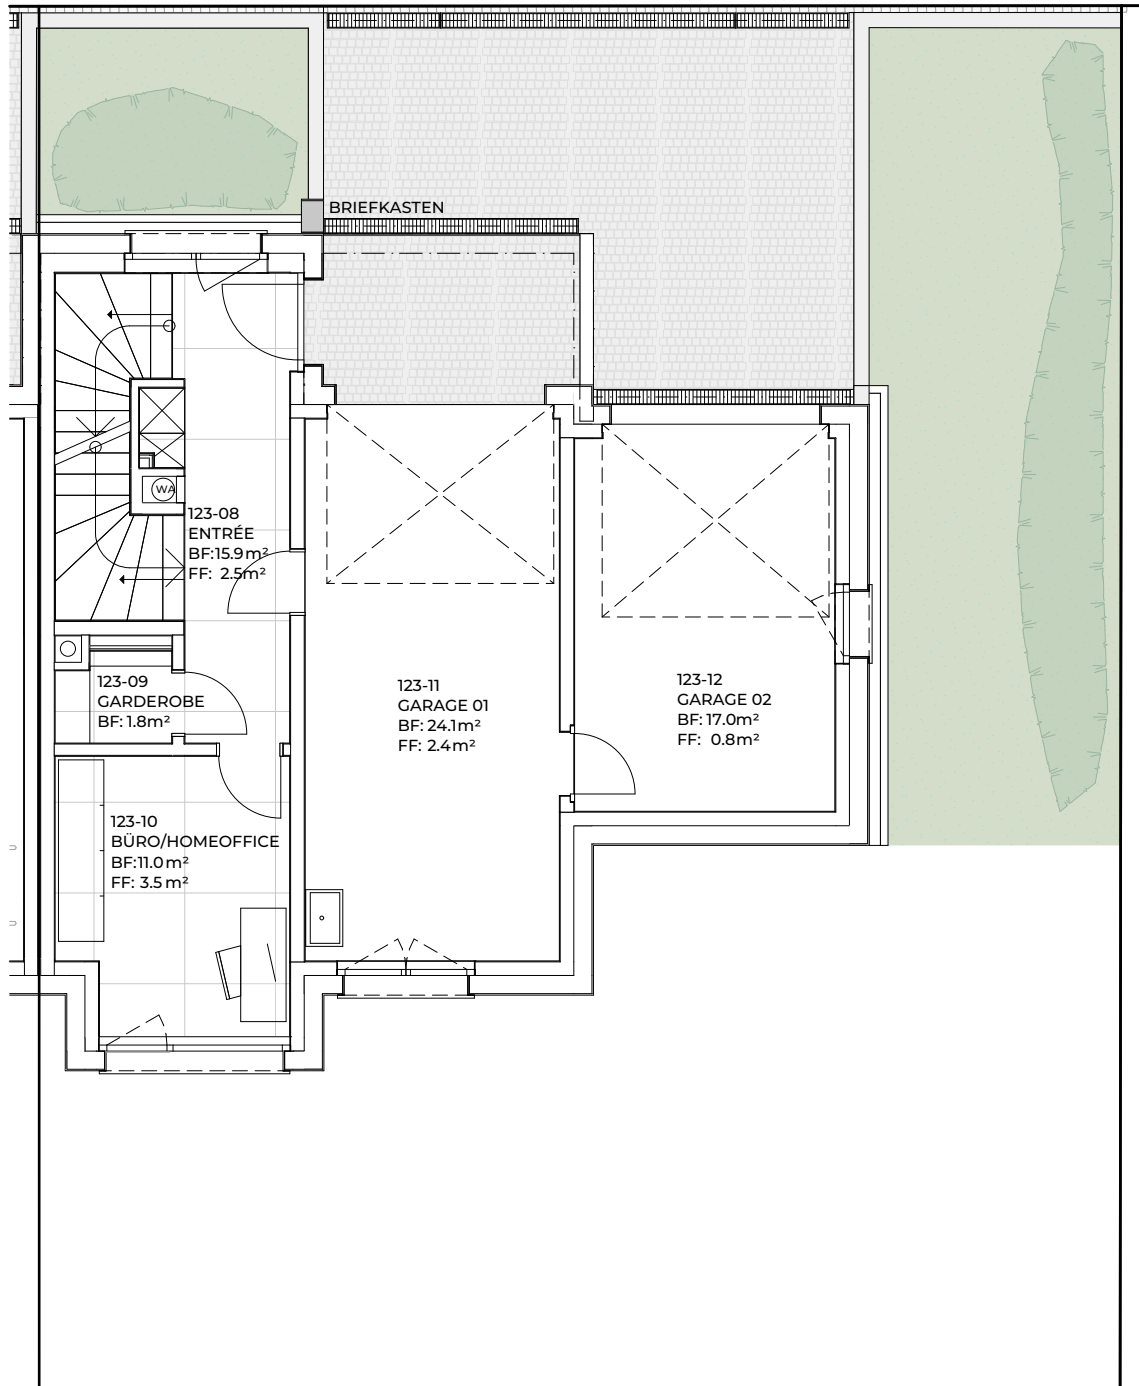 BRIEFKASTEN
WA
123-08
ENTRÉE
BF:15.9m²
FF: 2.5m²
123-09
GARDEROBE
BF: 1.8m²
123-11
GARAGE 01
BF: 24.1m²
FF: 2.4m²
123-12
GARAGE 02
BF: 17.0m²
FF: 0.8m²
123-10
BÜRO/HOMEOFFICE
BF:11.0m²
FF: 3.5m²